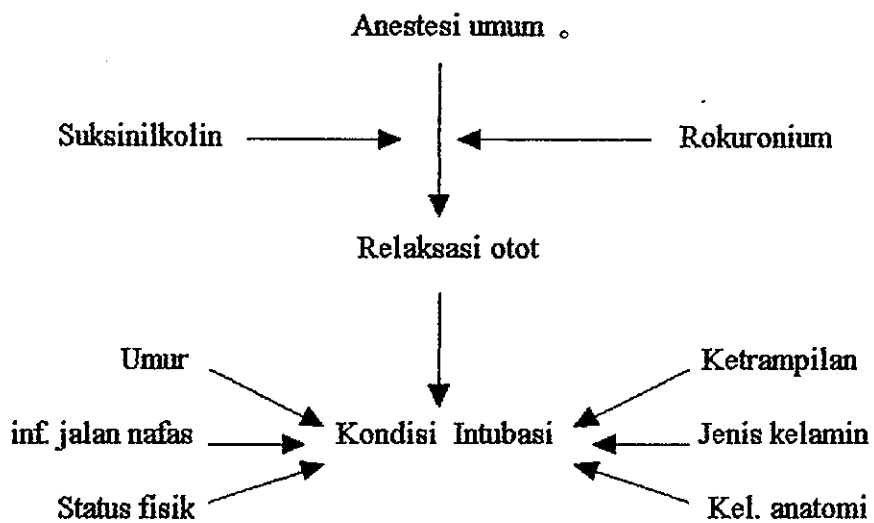 Anestesi umum
Suksinilkolin Rokuronium
Relaksasi otot
Umur Ketrampilan
inf. jalan nafas Kondisi Intubasi Jenis kelamin
Status fisik Kel. anatomi